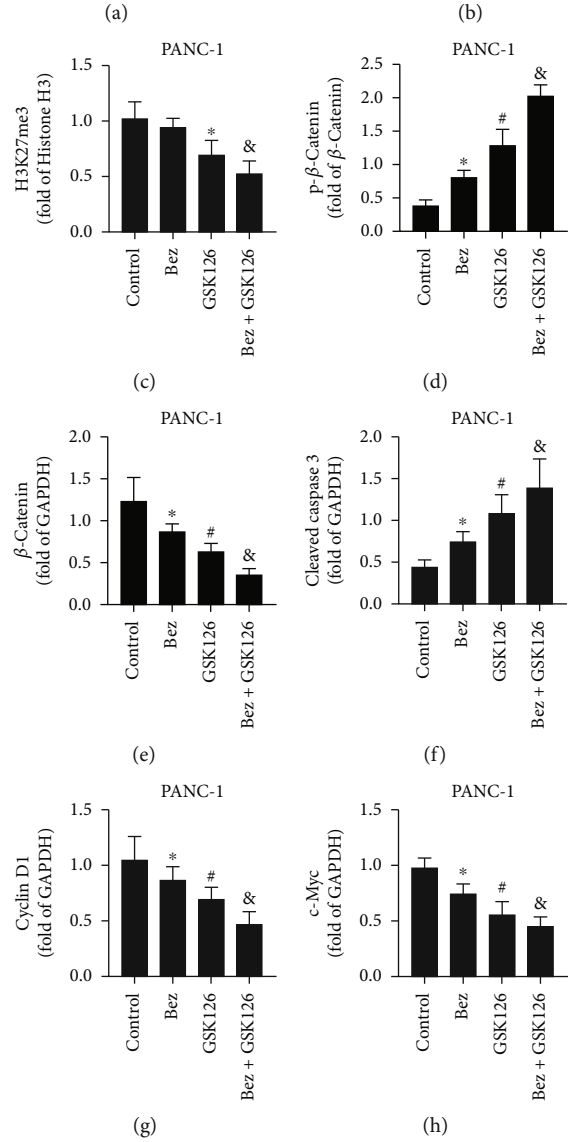 (a)
(b)
PANC-1
H3K27me3
(fold of Histone H3)
1.5
1.0
0.5
0.0
*
&
Control
Bez
GSK126
Bez + GSK126
(c)
PANC-1
p-β-Catenin
(fold of β-Catenin)
2.5
2.0
1.5
1.0
0.5
0.0
*
#
&
Control
Bez
GSK126
Bez + GSK126
(d)
PANC-1
β-Catenin
(fold of GAPDH)
2.0
1.5
1.0
0.5
0.0
*
#
&
Control
Bez
GSK126
Bez + GSK126
(e)
PANC-1
Cleaved caspase 3
(fold of GAPDH)
2.0
1.5
1.0
0.5
0.0
*
#
&
Control
Bez
GSK126
Bez + GSK126
(f)
PANC-1
Cyclin D1
(fold of GAPDH)
1.5
1.0
0.5
0.0
*
#
&
Control
Bez
GSK126
Bez + GSK126
(g)
PANC-1
c-Myc
(fold of GAPDH)
1.5
1.0
0.5
0.0
*
#
&
Control
Bez
GSK126
Bez + GSK126
(h)